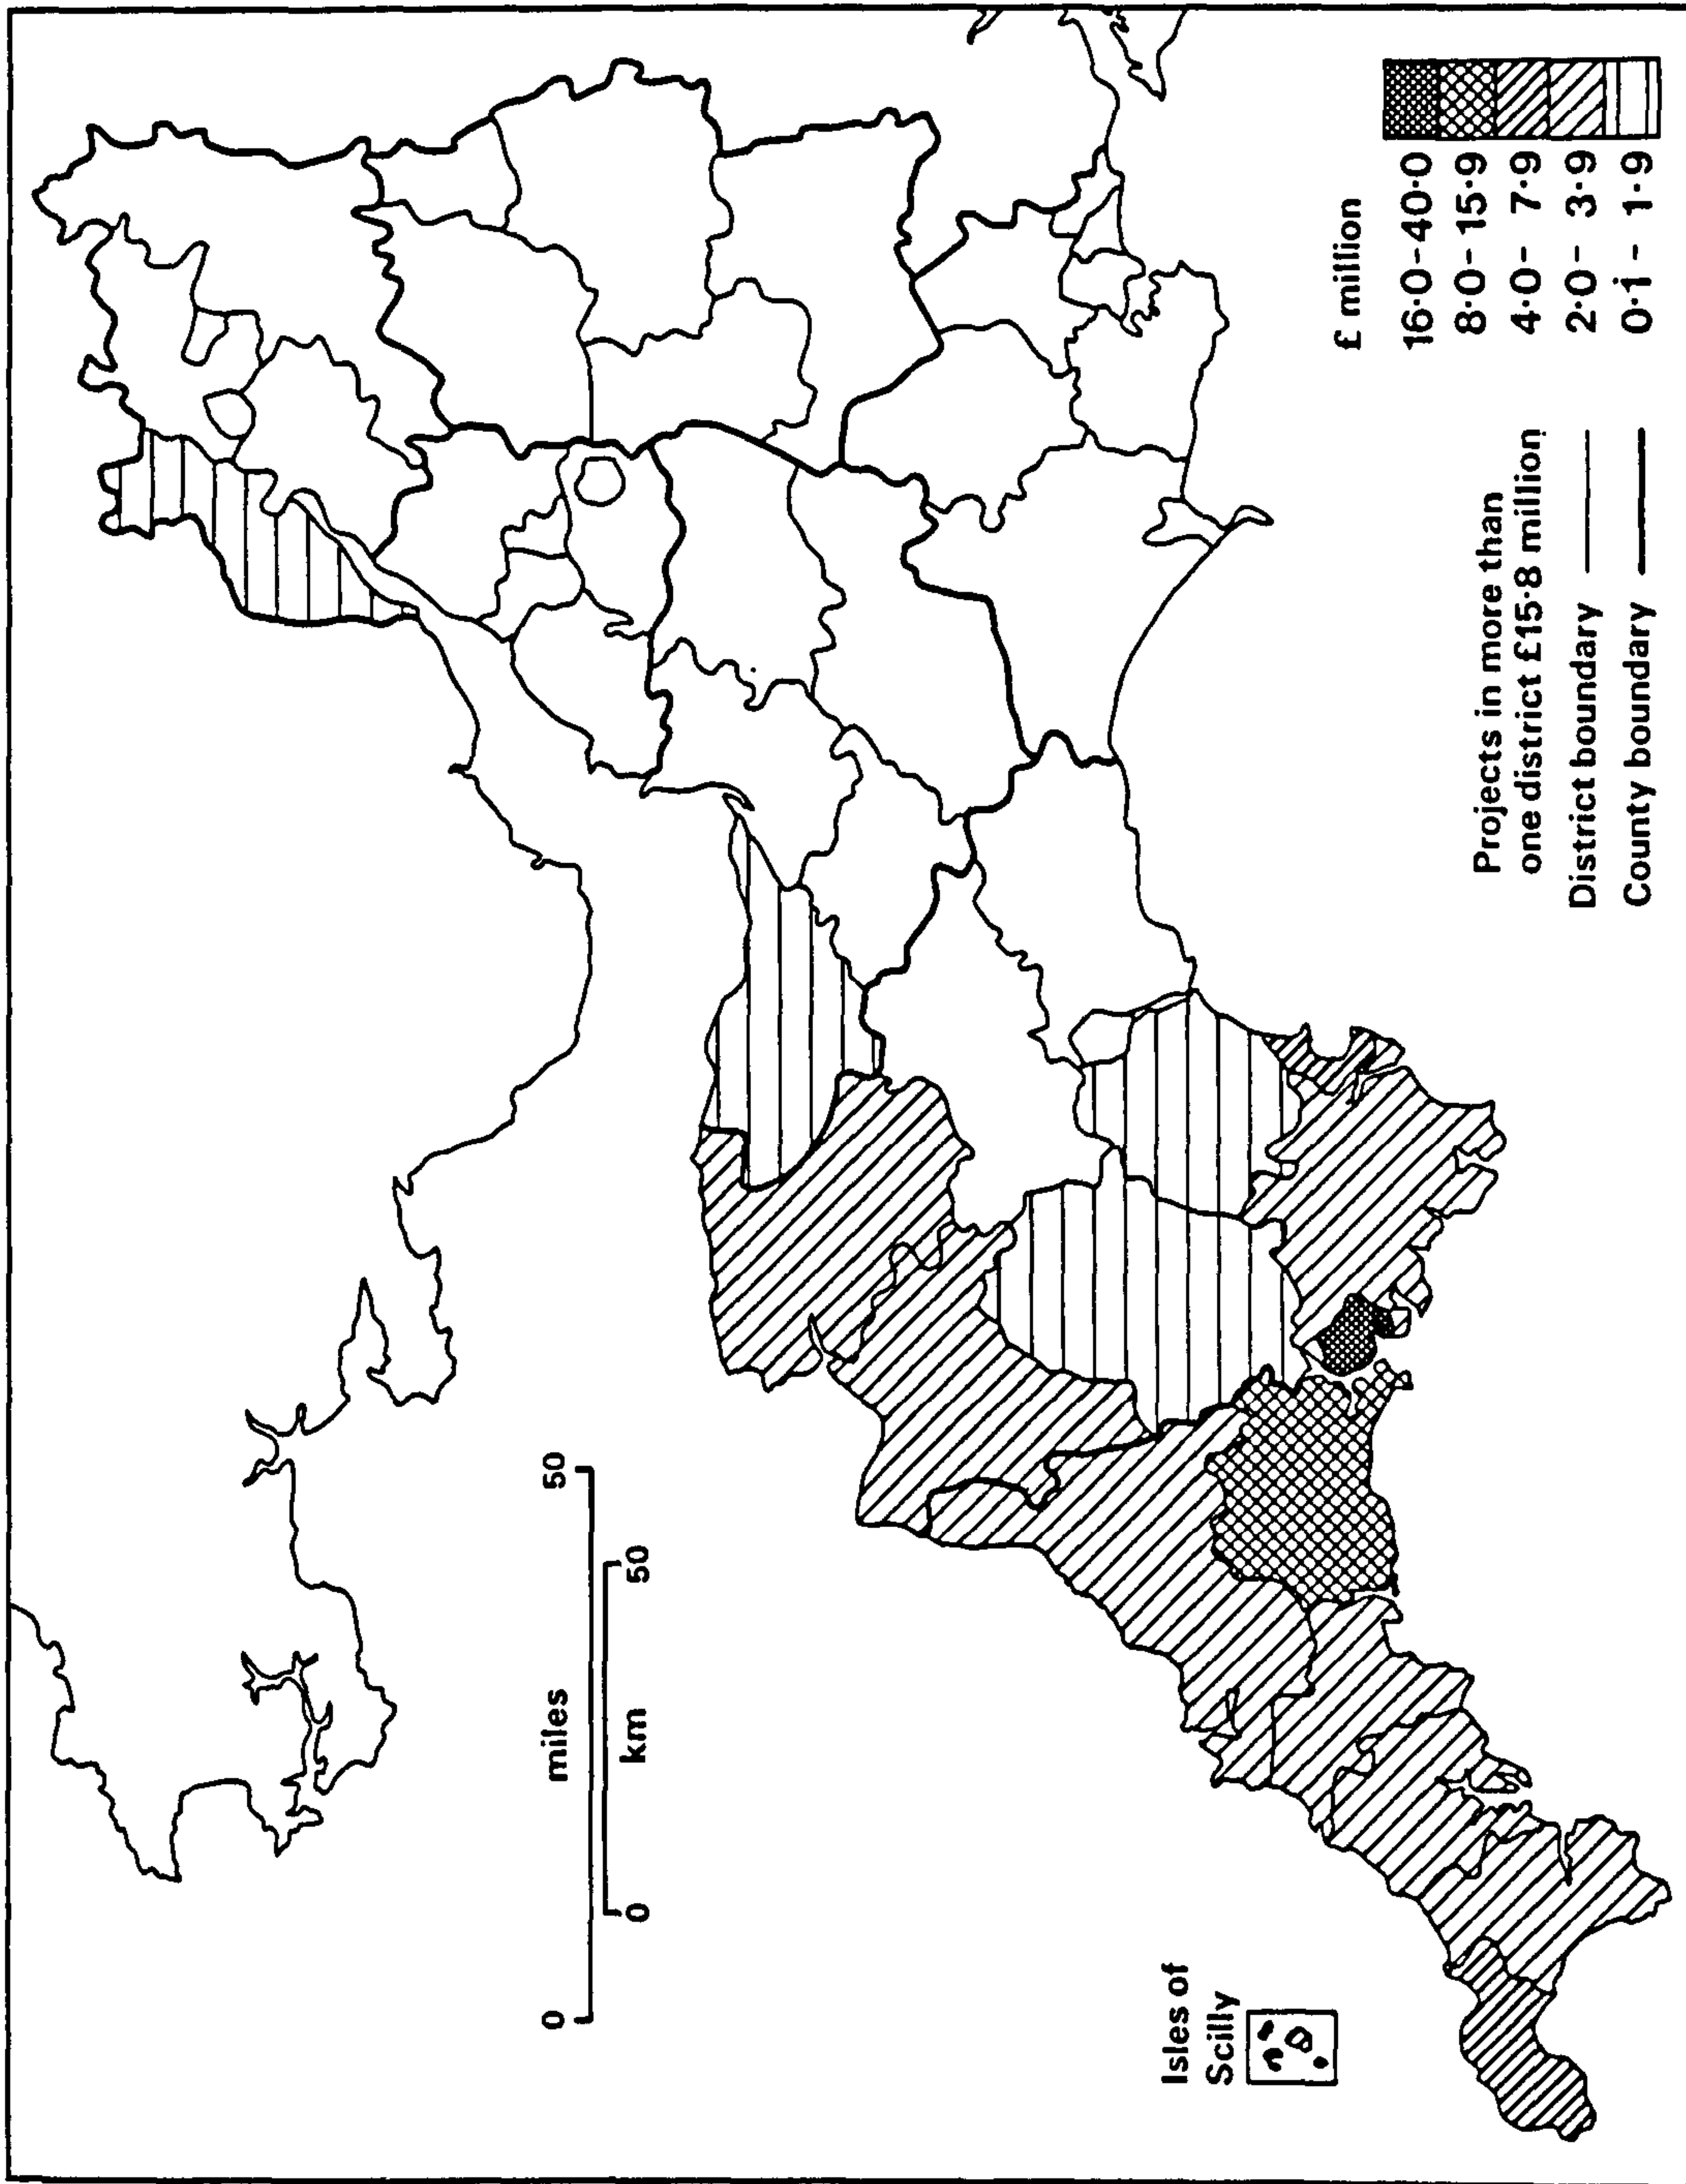 £ million
16·0-40·0
8·0-15·9
4·0- 7·9
2·0- 3·9
0·1- 1·9
Projects in more than
one district £15·8 million
District boundary
County boundary
0 miles 50
0 km 50
Isles of
Scilly